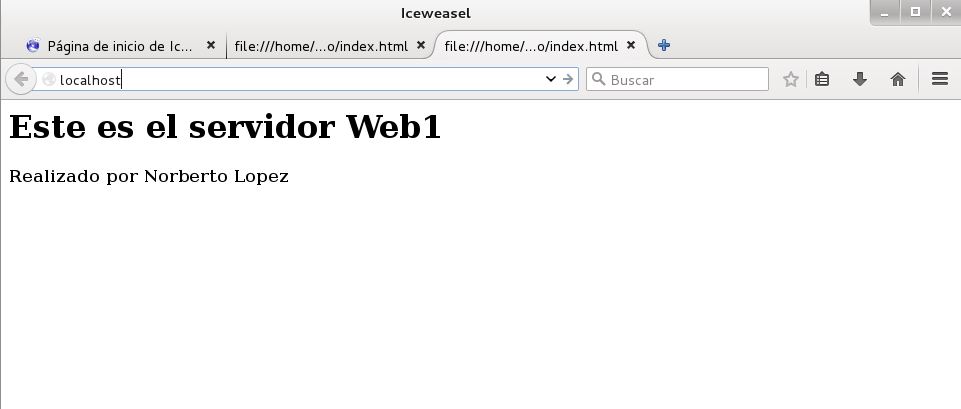 Iceweasel
Página de inicio de Ic...
file:///home/...o/index.html
file:///home/...o/index.html
localhost
Buscar
Este es el servidor Web1
Realizado por Norberto Lopez